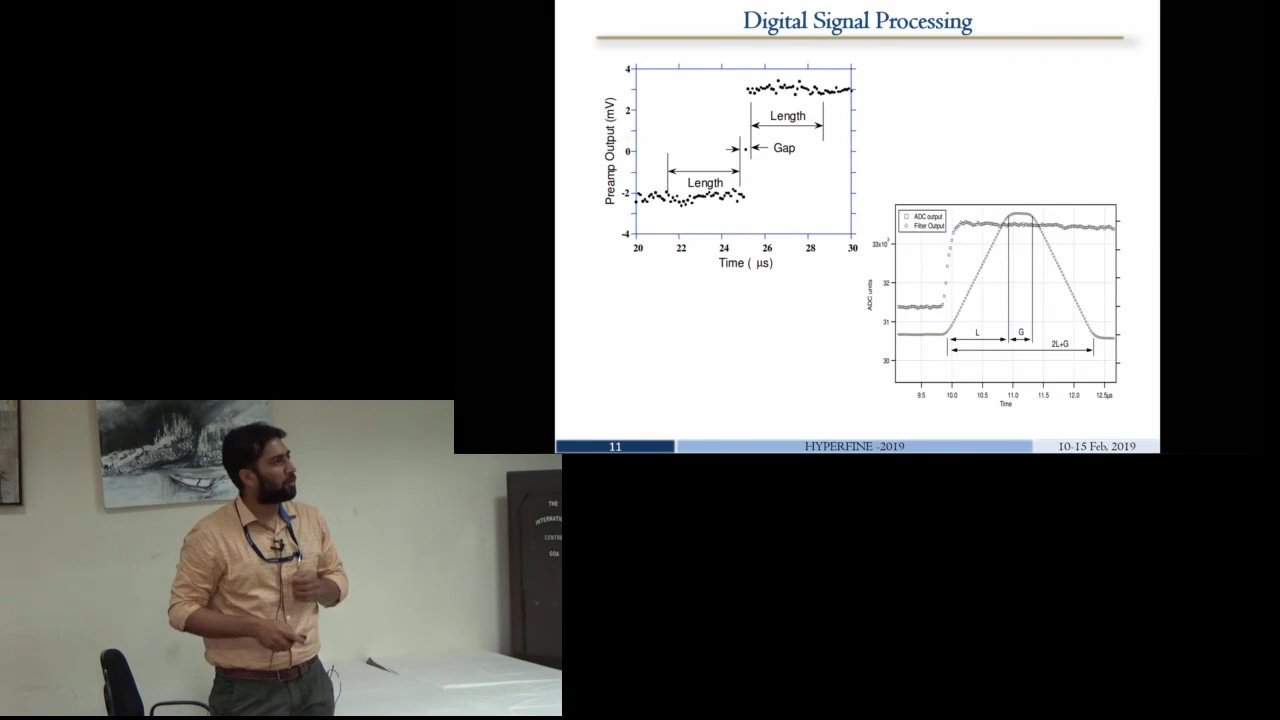 Digital Signal Processing
4
2
0
-2
-4
Preamp Output (mV)
Length
Gap
Length
20 22 24 26 28 30
Time ( μs)
ADC output
Filter Output
33x10³
32
31
30
ADC units
L
G
2L+G
9.5 10.0 10.5 11.0 11.5 12.0 12.5μs
Time
11
HYPERFINE -2019
10-15 Feb, 2019
THE
INTERNATI
CENTRE
GOA